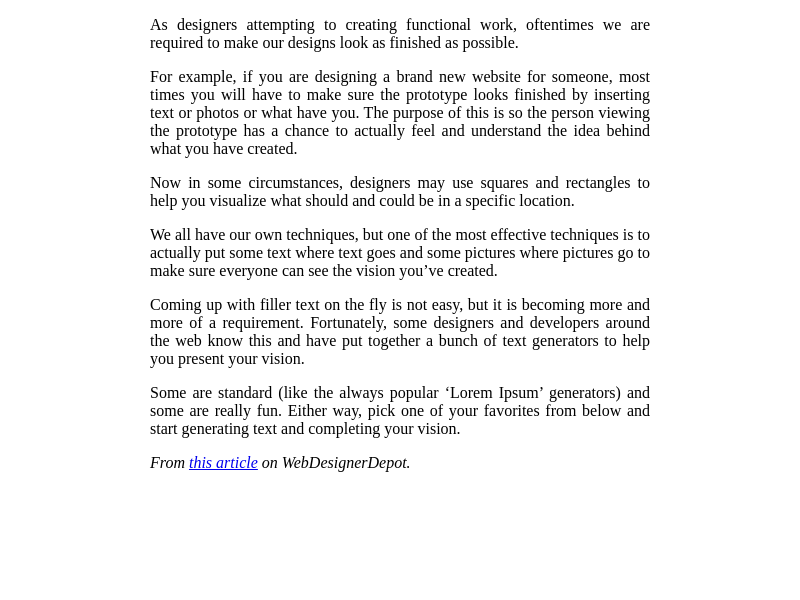 As designers attempting to creating functional work, oftentimes we are
required to make our designs look as finished as possible.
For example, if you are designing a brand new website for someone, most
times you will have to make sure the prototype looks finished by inserting
text or photos or what have you. The purpose of this is so the person viewing
the prototype has a chance to actually feel and understand the idea behind
what you have created.
Now in some circumstances, designers may use squares and rectangles to
help you visualize what should and could be in a specific location.
We all have our own techniques, but one of the most effective techniques is to
actually put some text where text goes and some pictures where pictures go to
make sure everyone can see the vision you’ve created.
Coming up with filler text on the fly is not easy, but it is becoming more and
more of a requirement. Fortunately, some designers and developers around
the web know this and have put together a bunch of text generators to help
you present your vision.
Some are standard (like the always popular ‘Lorem Ipsum’ generators) and
some are really fun. Either way, pick one of your favorites from below and
start generating text and completing your vision.
From this article on WebDesignerDepot.